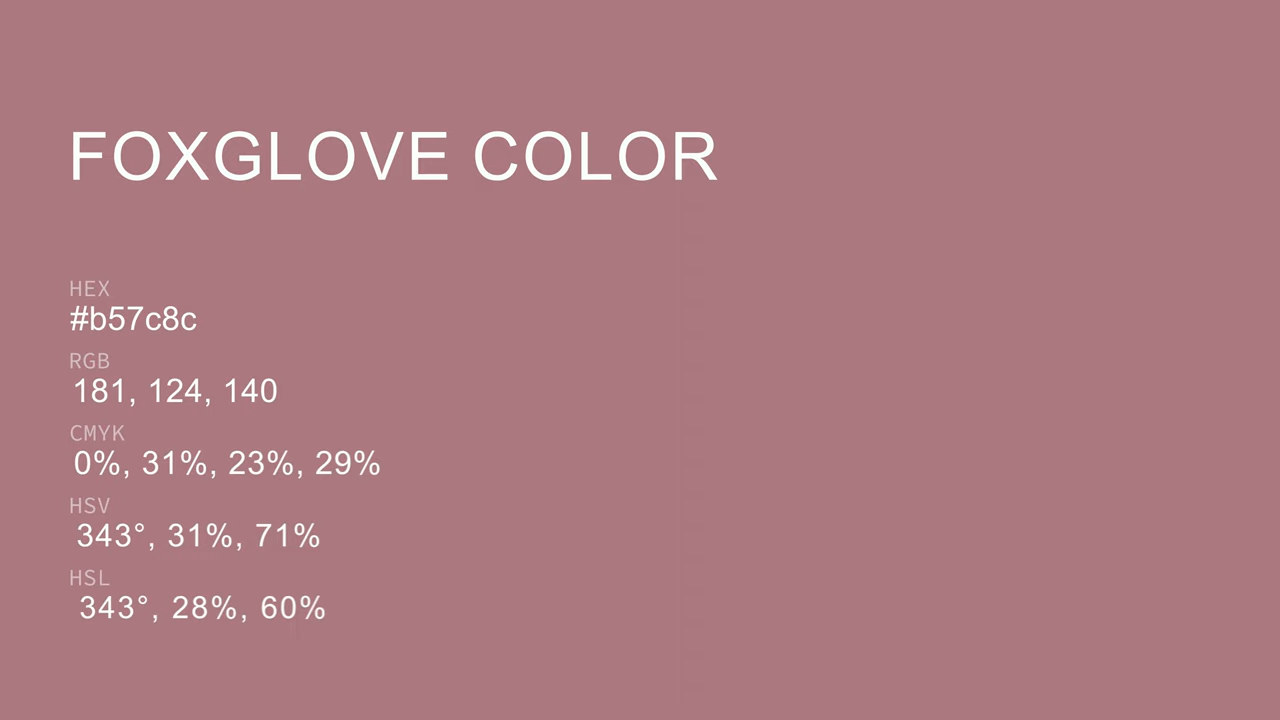 FOXGLOVE COLOR
HEX
#b57c8c
RGB
181, 124, 140
CMYK
0%, 31%, 23%, 29%
HSV
343°, 31%, 71%
HSL
343°, 28%, 60%